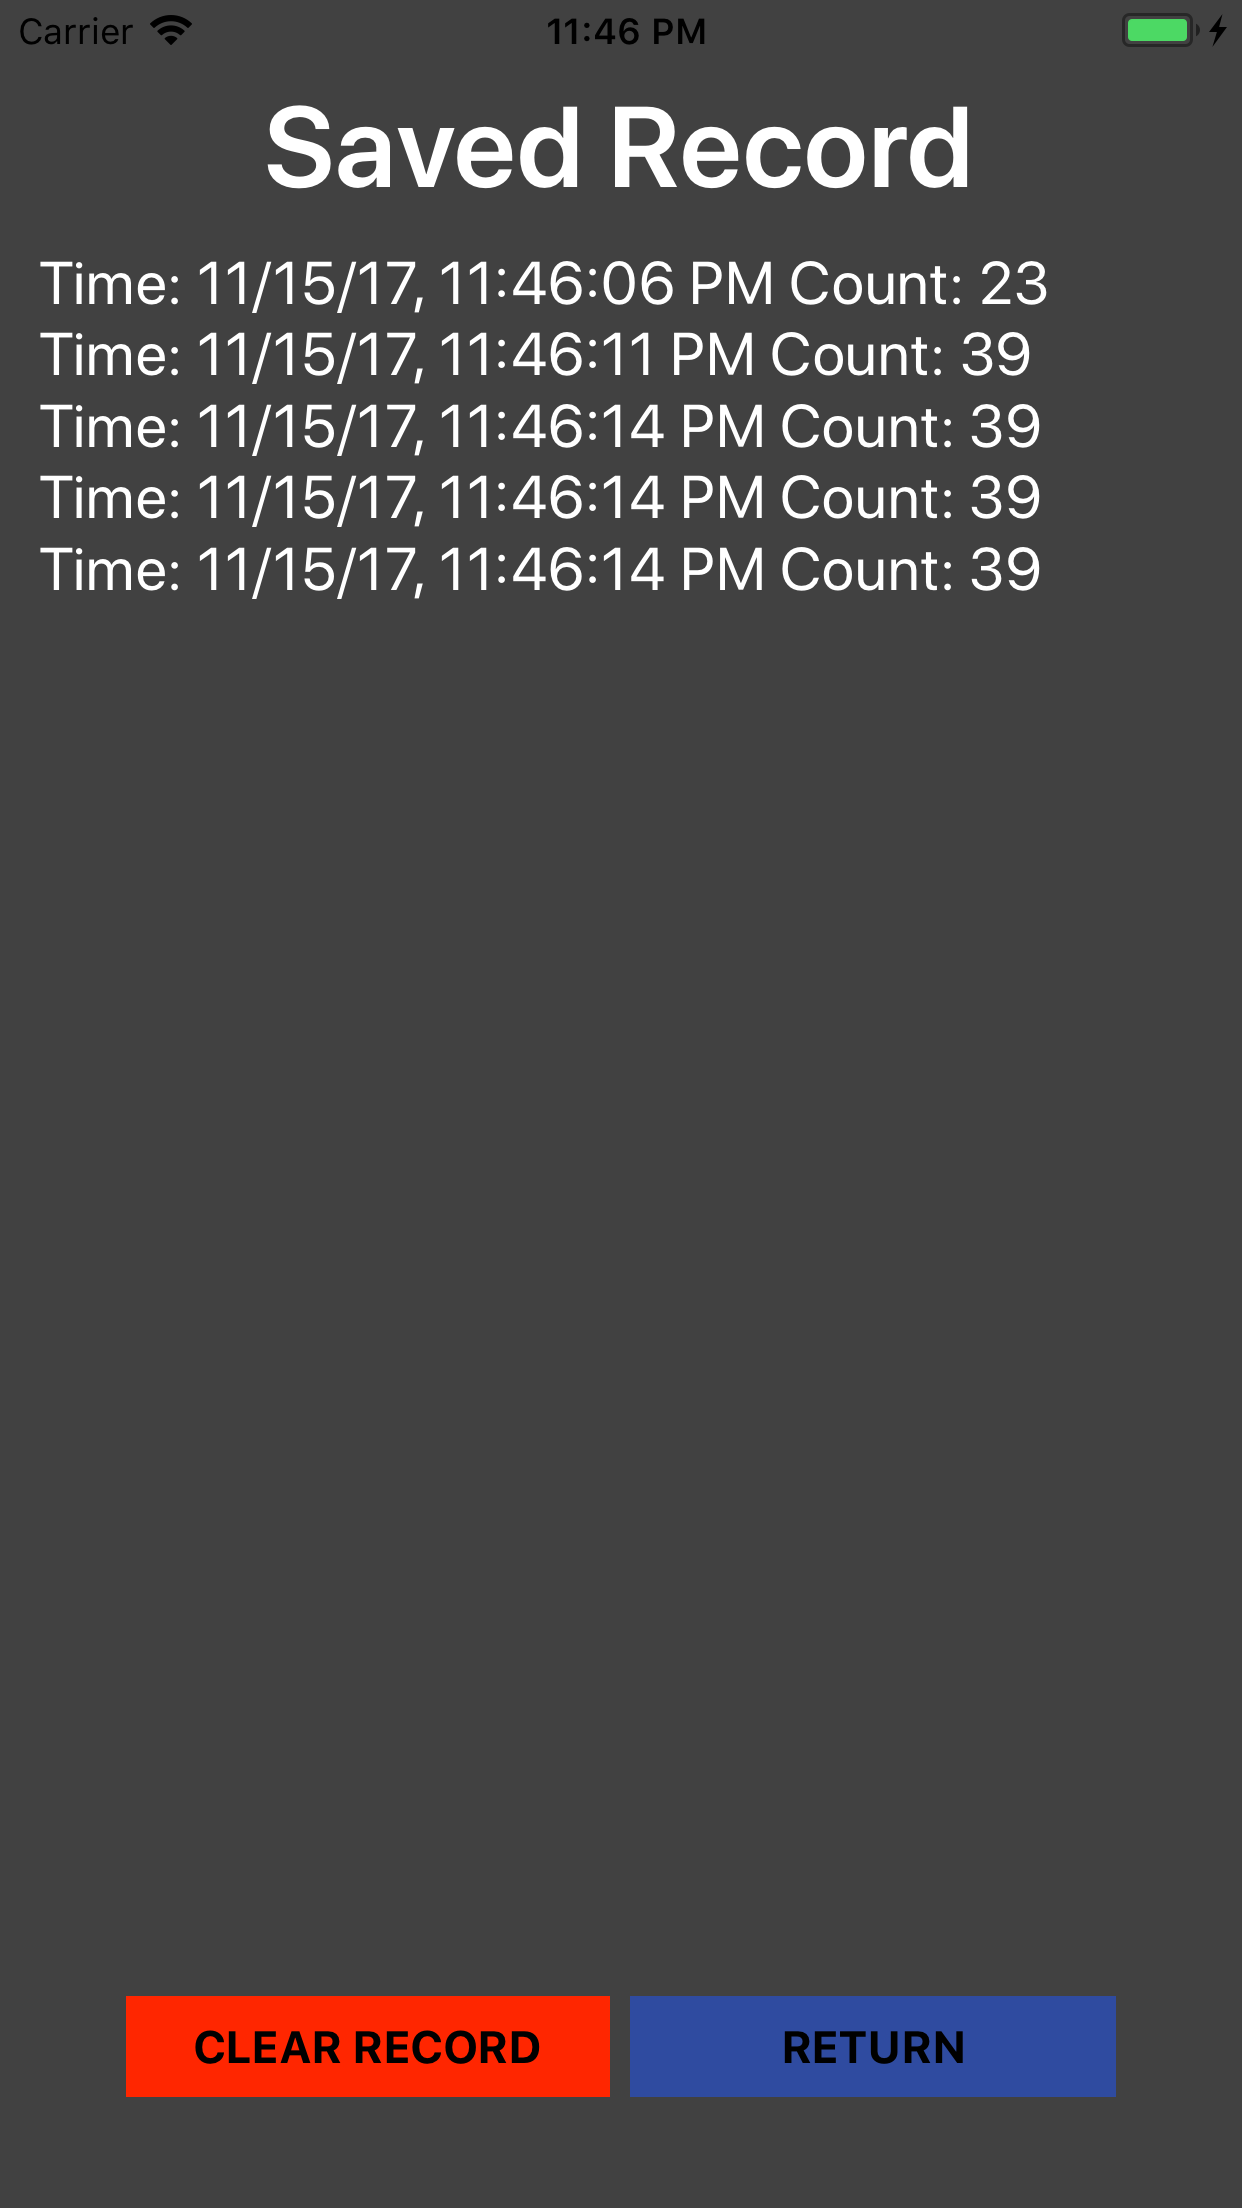 Carrier 11:46 PM
Saved Record
Time: 11/15/17, 11:46:06 PM Count: 23
Time: 11/15/17, 11:46:11 PM Count: 39
Time: 11/15/17, 11:46:14 PM Count: 39
Time: 11/15/17, 11:46:14 PM Count: 39
Time: 11/15/17, 11:46:14 PM Count: 39
CLEAR RECORD RETURN